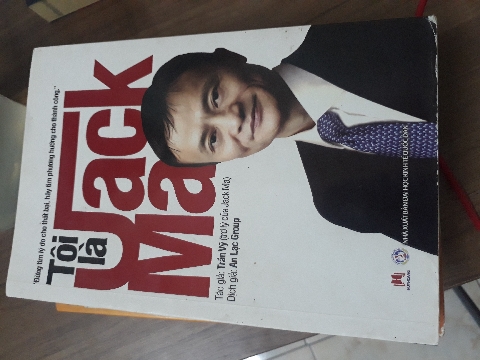 "Đừng tìm lý do cho thất bại, hãy tìm phương hướng cho thành công."
Tôi
là
Jack
Ma
Tác giả: Trần Vỹ (trợ lý của Jack Ma)
Dịch giả: An Lạc Group
NHÀ XUẤT BẢN ĐẠI HỌC KINH TẾ QUỐC DÂN